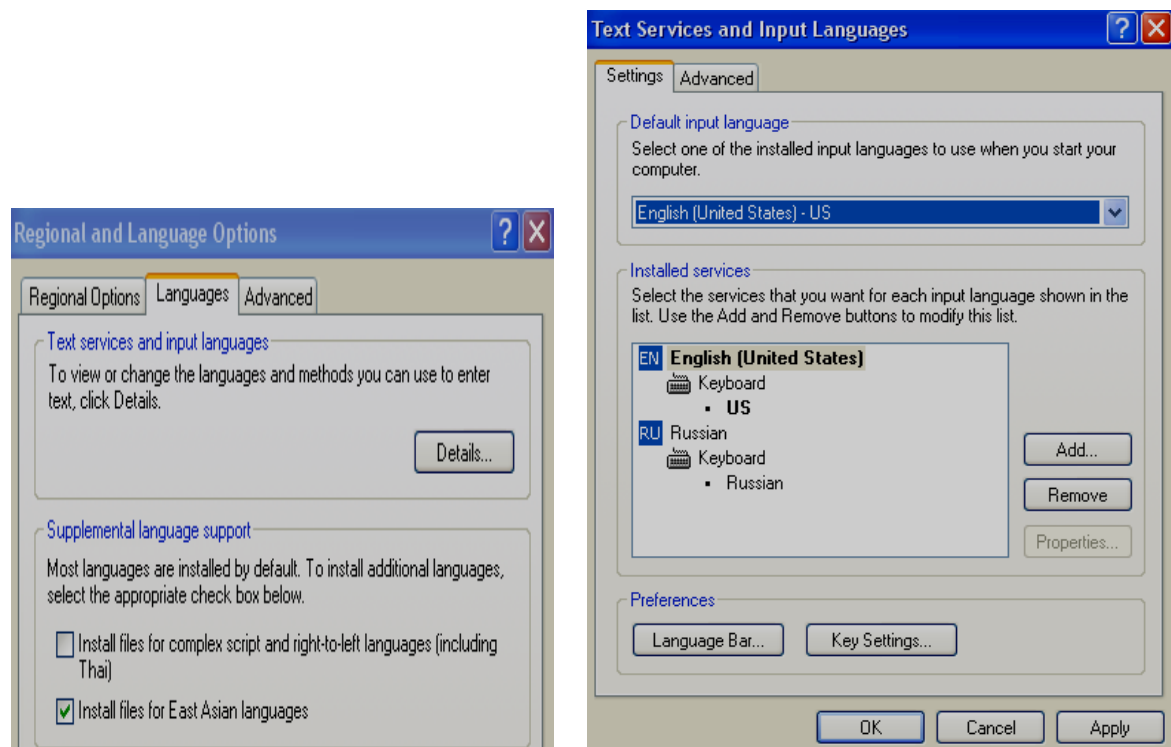 Regional and Language Options
Regional Options Languages Advanced
Text services and input languages
To view or change the languages and methods you can use to enter
text, click Details.
Details...
Supplemental language support
Most languages are installed by default. To install additional languages,
select the appropriate check box below.
Install files for complex script and right-to-left languages (including
Thai)
Install files for East Asian languages
Text Services and Input Languages
Settings Advanced
Default input language
Select one of the installed input languages to use when you start your
computer.
English (United States) - US
Installed services
Select the services that you want for each input language shown in the
list. Use the Add and Remove buttons to modify this list.
EN English (United States)
Keyboard
US
RU Russian
Keyboard
Russian
Add...
Remove
Properties...
Preferences
Language Bar... Key Settings...
OK Cancel Apply